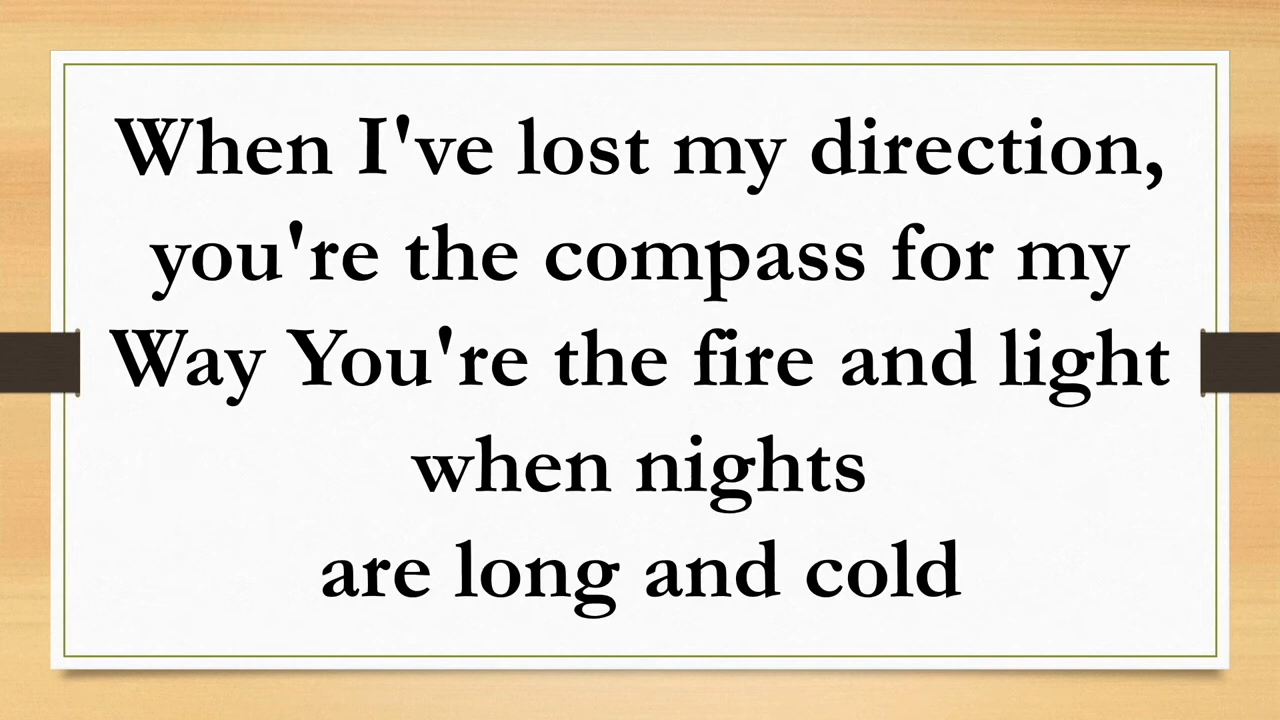 When I've lost my direction,
you're the compass for my
Way You're the fire and light
when nights
are long and cold